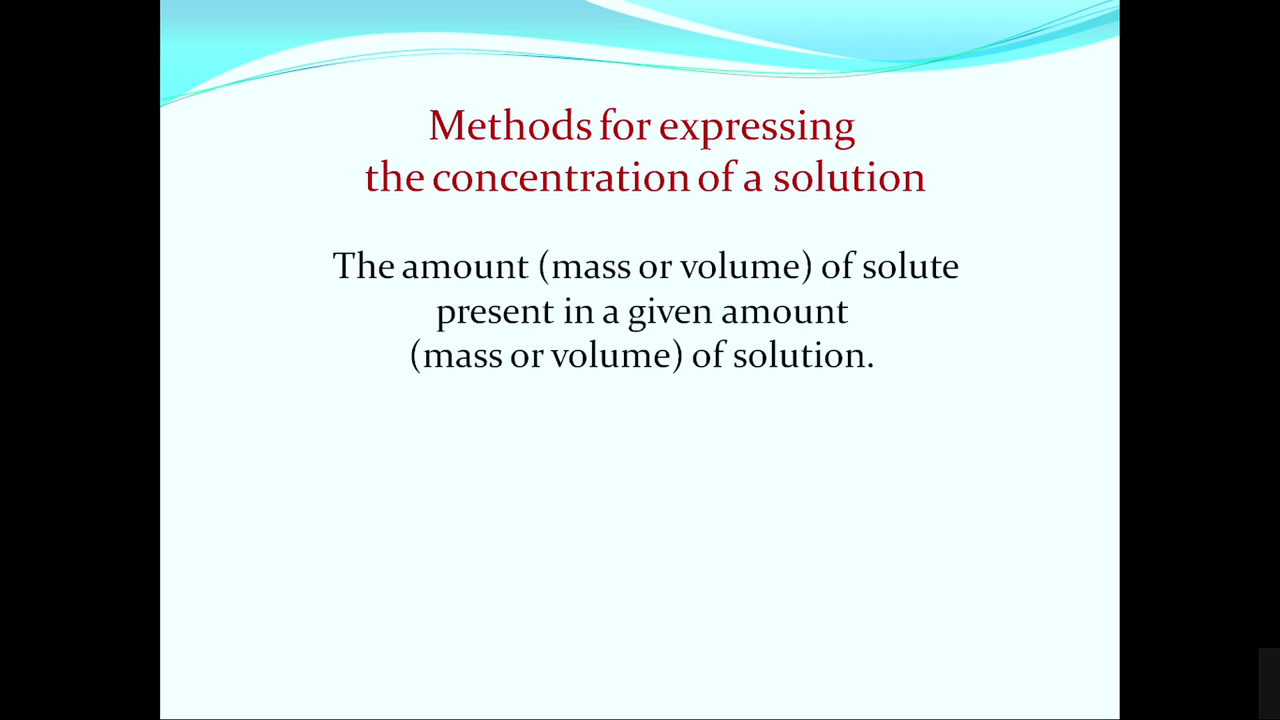 Methods for expressing
the concentration of a solution
The amount (mass or volume) of solute
present in a given amount
(mass or volume) of solution.